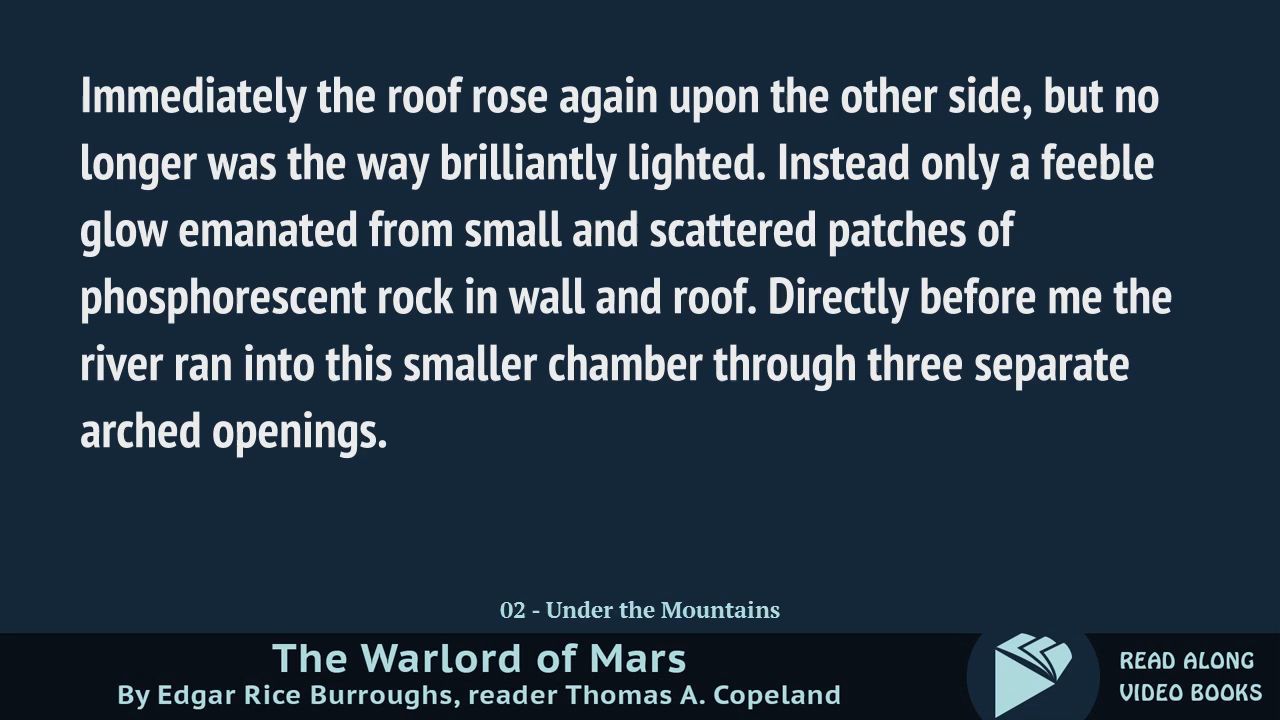 Immediately the roof rose again upon the other side, but no
longer was the way brilliantly lighted. Instead only a feeble
glow emanated from small and scattered patches of
phosphorescent rock in wall and roof. Directly before me the
river ran into this smaller chamber through three separate
arched openings.
02 - Under the Mountains
The Warlord of Mars
By Edgar Rice Burroughs, reader Thomas A. Copeland
READ ALONG
VIDEO BOOKS